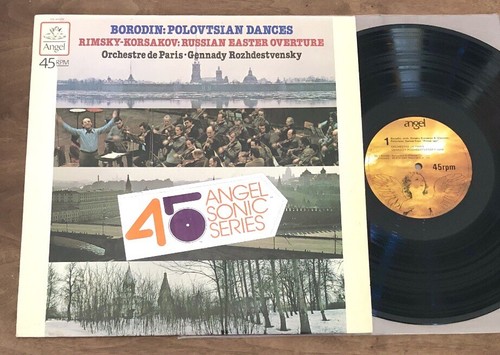 BORODIN: POLOVTSIAN DANCES
RIMSKY-KORSAKOV: RUSSIAN EASTER OVERTURE
Orchestre de Paris · Gennady Rozhdestvensky
Angel
45 RPM
45 ANGEL
SONIC
SERIES
angel
1
45rpm
1